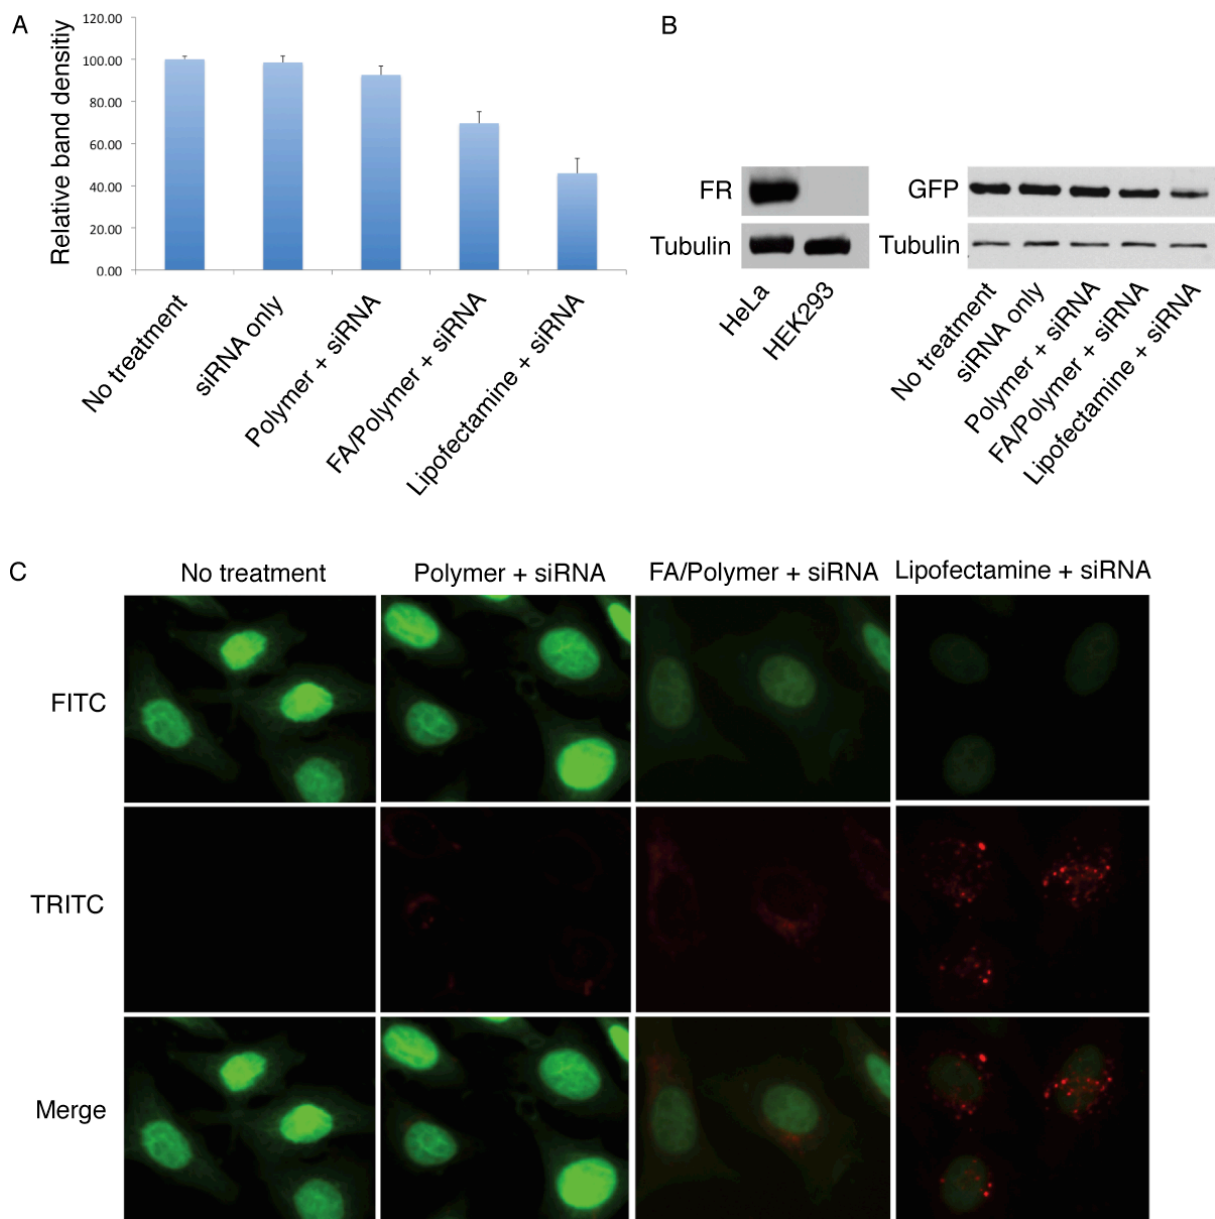 A
Relative band densitiy
120.00
100.00
80.00
60.00
40.00
20.00
0.00
No treatment
siRNA only
Polymer + siRNA
FA/Polymer + siRNA
Lipofectamine + siRNA
B
FR
Tubulin
HeLa
HEK293
GFP
Tubulin
No treatment
siRNA only
Polymer + siRNA
FA/Polymer + siRNA
Lipofectamine + siRNA
C
No treatment
Polymer + siRNA
FA/Polymer + siRNA
Lipofectamine + siRNA
FITC
TRITC
Merge